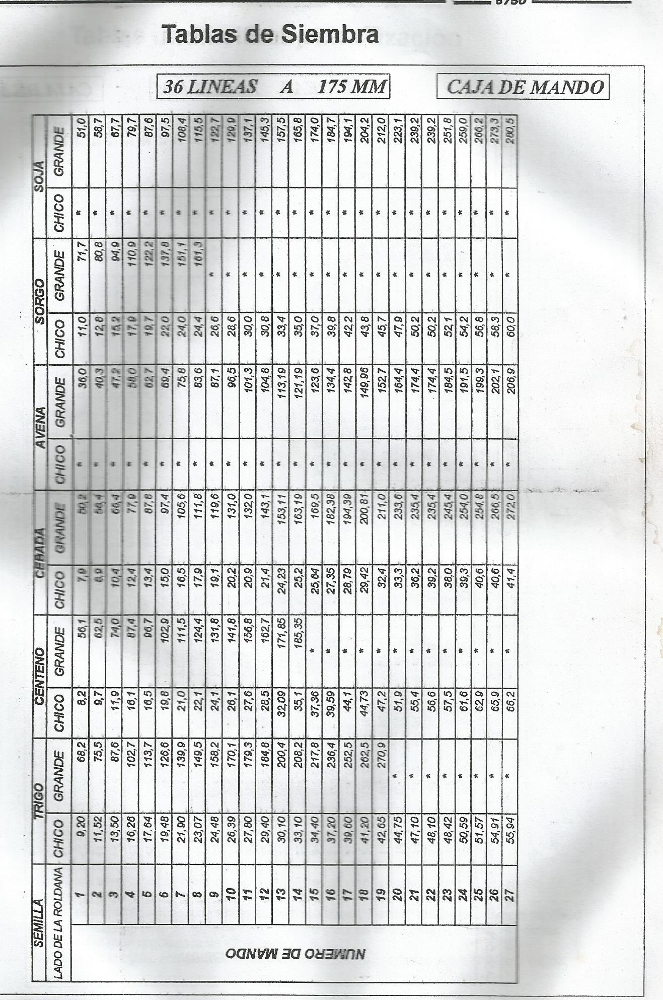 6750
Tablas de Siembra
36 LINEAS A 175 MM
CAJA DE MANDO
SEMILLA TRIGO CENTENO CEBADA AVENA SORGO SOJA
LADO DE LA ROLDANA CHICO GRANDE CHICO GRANDE CHICO GRANDE CHICO GRANDE CHICO GRANDE CHICO GRANDE
NUMERO DE MANDO
1 9,20 68,2 8,2 56,1 7,9 50,2 * 36,0 11,0 71,7 * 51,0
2 11,52 75,5 9,7 62,5 8,9 56,4 * 40,3 12,8 80,8 * 58,7
3 13,50 87,6 11,9 74,0 10,4 66,4 * 47,2 15,2 94,9 * 67,7
4 16,26 102,7 16,1 87,4 12,4 77,9 * 58,0 17,9 110,9 * 79,7
5 17,64 113,7 16,5 96,7 13,4 87,8 * 62,7 19,7 122,2 * 87,6
6 19,48 126,6 19,8 102,9 15,0 97,4 * 69,4 22,0 137,8 * 97,5
7 21,90 139,9 21,0 111,5 16,5 105,6 * 75,8 24,0 151,1 * 108,4
8 23,07 149,5 22,1 124,4 17,9 111,8 * 83,6 24,4 161,3 * 115,5
9 24,48 158,2 24,1 131,8 19,1 119,6 * 87,1 26,6 * * 122,7
10 26,39 170,1 26,1 141,8 20,2 131,0 * 96,5 28,6 * * 129,9
11 27,80 179,3 27,6 156,8 20,9 132,0 * 101,3 30,0 * * 137,1
12 29,40 184,8 28,5 162,7 21,4 143,1 * 104,8 30,8 * * 145,3
13 30,10 200,4 32,09 171,85 24,23 153,11 * 113,19 33,4 * * 157,5
14 33,10 208,2 35,1 185,35 25,2 163,19 * 121,19 35,0 * * 165,8
15 34,40 217,8 37,36 * 25,64 169,5 * 123,6 37,0 * * 174,0
16 37,20 236,4 39,59 * 27,35 182,38 * 134,4 39,8 * * 184,7
17 39,60 252,5 44,1 * 28,79 194,39 * 142,8 42,2 * * 194,1
18 41,20 262,5 44,73 * 29,42 200,81 * 149,96 43,8 * * 204,2
19 42,65 270,9 47,2 * 32,4 211,0 * 152,7 45,7 * * 212,0
20 44,75 * 51,9 * 33,3 233,6 * 164,4 47,9 * * 223,1
21 47,10 * 55,4 * 36,2 235,4 * 174,4 50,2 * * 239,2
22 48,10 * 56,6 * 39,2 235,4 * 174,4 50,2 * * 239,2
23 48,42 * 57,5 * 38,0 245,4 * 184,5 52,1 * * 251,8
24 50,59 * 61,6 * 39,3 254,0 * 191,5 54,2 * * 259,0
25 51,57 * 62,9 * 40,6 254,8 * 199,3 56,8 * * 266,2
26 54,91 * 65,9 * 40,6 266,5 * 202,1 58,3 * * 273,3
27 55,94 * 66,2 * 41,4 272,0 * 206,9 60,0 * * 280,5